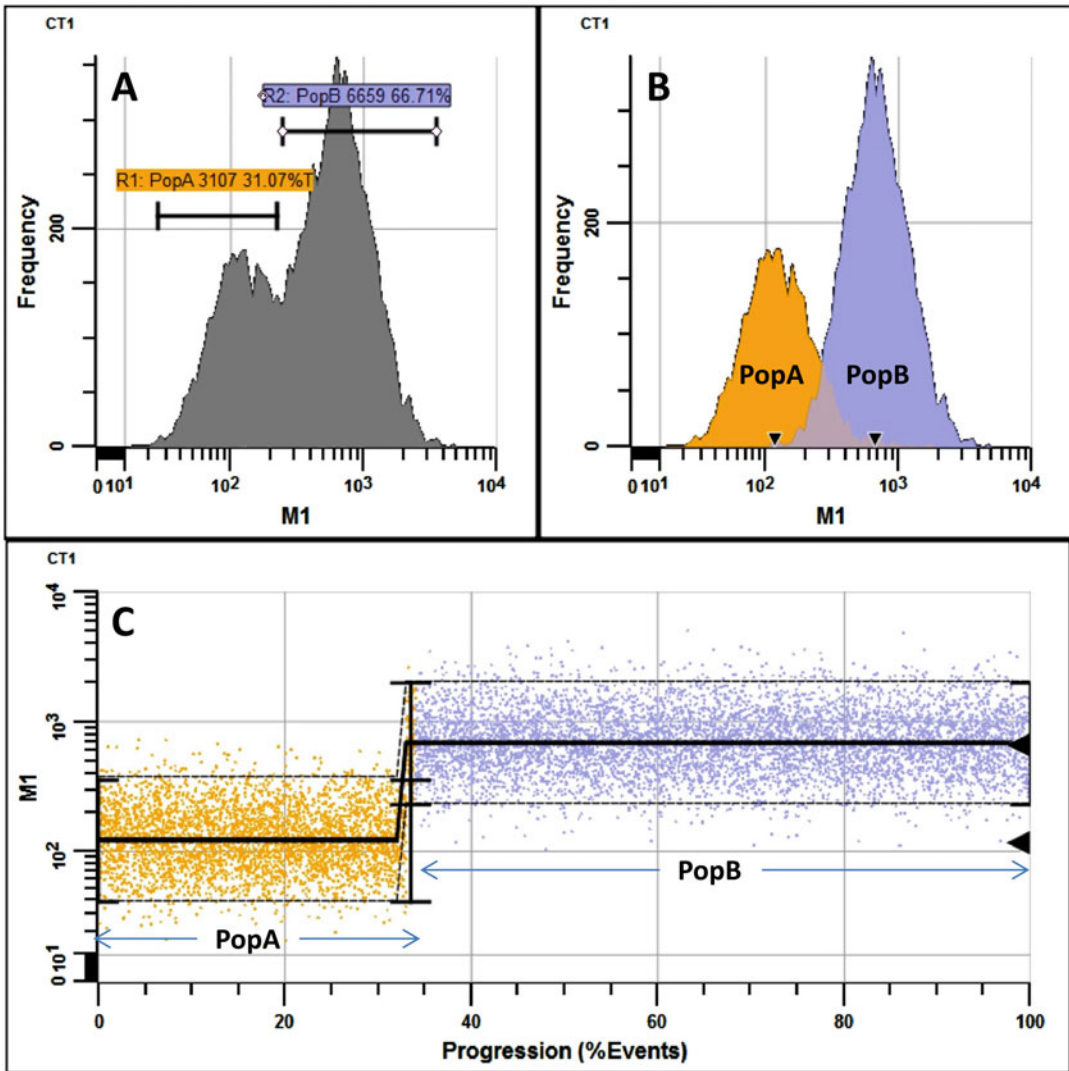 CT1
A
R2: PopB 6659 66.71%
R1: PopA 3107 31.07%T
200
0
Frequency
0 10¹ 10² 10³ 10⁴
M1
CT1
B
200
0
Frequency
PopA PopB
0 10¹ 10² 10³ 10⁴
M1
CT1
C
10⁴
10³
10²
0 10¹
M1
PopB
PopA
0 20 40 60 80 100
Progression (%Events)